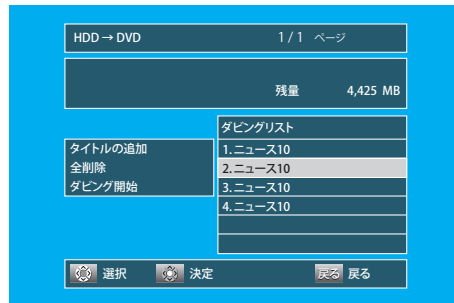 HDD→DVD 1/1 ページ
残量 4,425 MB
ダビングリスト
タイトルの追加
全削除
ダビング開始
1.ニュース10
2.ニュース10
3.ニュース10
4.ニュース10
選択 決定 戻る 戻る